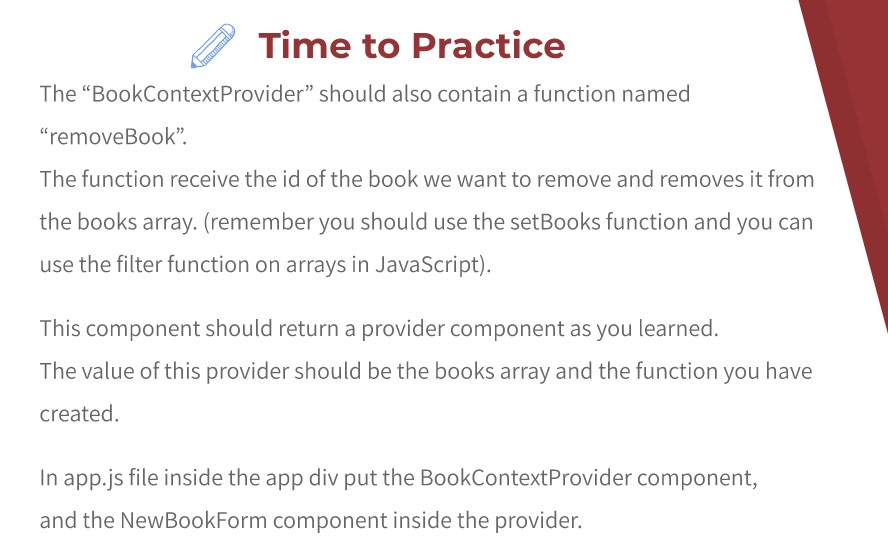 Time to Practice
The “BookContextProvider” should also contain a function named
“removeBook”.
The function receive the id of the book we want to remove and removes it from
the books array. (remember you should use the setBooks function and you can
use the filter function on arrays in JavaScript).
This component should return a provider component as you learned.
The value of this provider should be the books array and the function you have
created.
In app.js file inside the app div put the BookContextProvider component,
and the NewBookForm component inside the provider.